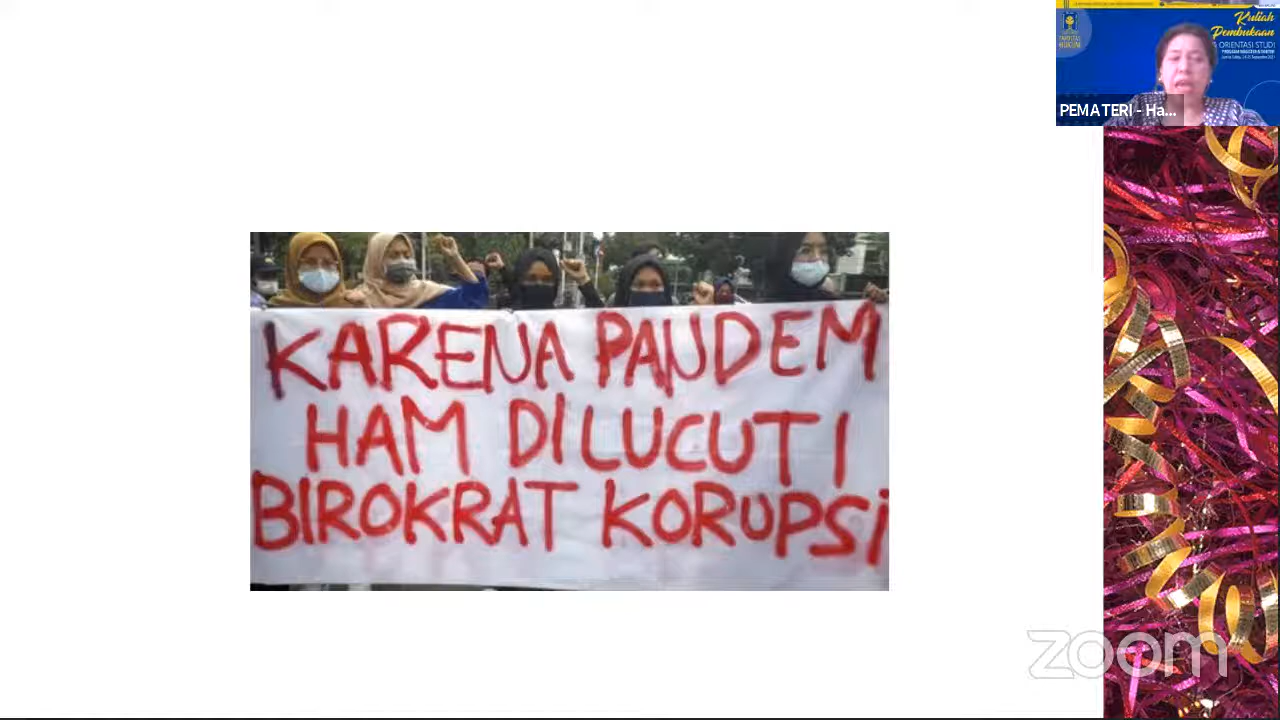 Kuliah
Pembukaan
ORIENTASI STUDI
PEMATERI - Ha...
KARENA PANDEM
HAM DILUCUTI
BIROKRAT KORUPSi
zoom